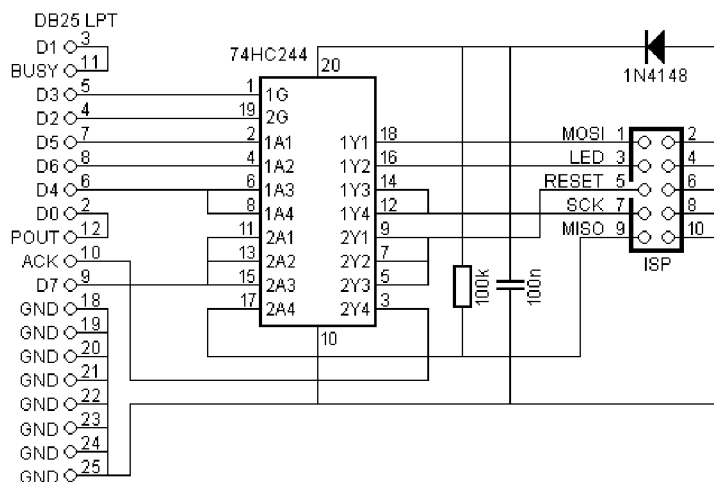 DB25 LPT
D1 3
BUSY 11
D3 5
D2 4
D5 7
D6 8
D4 6
D0 2
POUT 12
ACK 10
D7 9
GND 18
GND 19
GND 20
GND 21
GND 22
GND 23
GND 24
GND 25
74HC244
20
1 1G
19 2G
2 1A1 1Y1 18
4 1A2 1Y2 16
6 1A3 1Y3 14
8 1A4 1Y4 12
11 2A1 2Y1 9
13 2A2 2Y2 7
15 2A3 2Y3 5
17 2A4 2Y4 3
10
100k
100n
1N4148
MOSI 1 2
LED 3 4
RESET 5 6
SCK 7 8
MISO 9 10
ISP